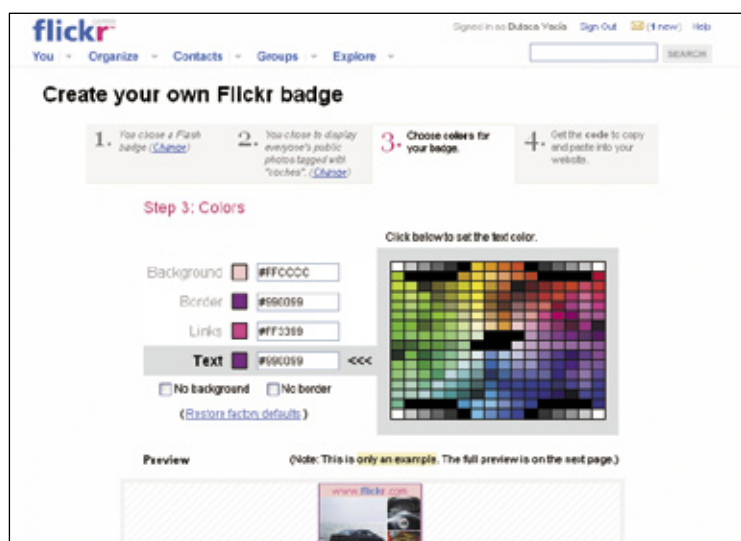 flickr
Signed in as Dulaca Vacía Sign Out (1 new) Help
You Organize Contacts Groups Explore
SEARCH
Create your own Flickr badge
1. You chose a Flash badge (Change)
2. You chose to display everyone's public photos tagged with "coches". (Change)
3. Choose colors for your badge.
4. Get the code to copy and paste into your website.
Step 3: Colors
Click below to set the text color.
Background #FFCCCC
Border #990099
Links #FF3399
Text #990099 <<<
No background No border
(Restore factory defaults)
Preview (Note: This is only an example. The full preview is on the next page.)
www.flickr.com